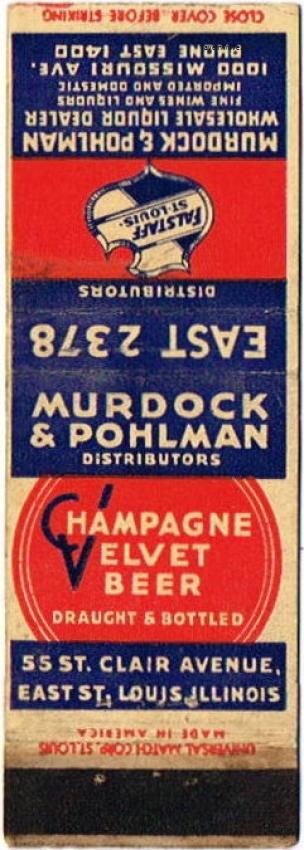 CLOSE COVER BEFORE STRIKING
MURDOCK & POHLMAN
WHOLESALE LIQUOR DEALER
FINE WINES AND LIQUORS
IMPORTED AND DOMESTIC
1000 MISSOURI AVE.
PHONE EAST 1400
FALSTAFF
ST. LOUIS.
DISTRIBUTORS
EAST 2378
MURDOCK
& POHLMAN
DISTRIBUTORS
CHAMPAGNE
VELVET
BEER
DRAUGHT & BOTTLED
55 ST. CLAIR AVENUE,
EAST ST. LOUIS, ILLINOIS
UNIVERSAL MATCH CORP. ST. LOUIS
MADE IN AMERICA